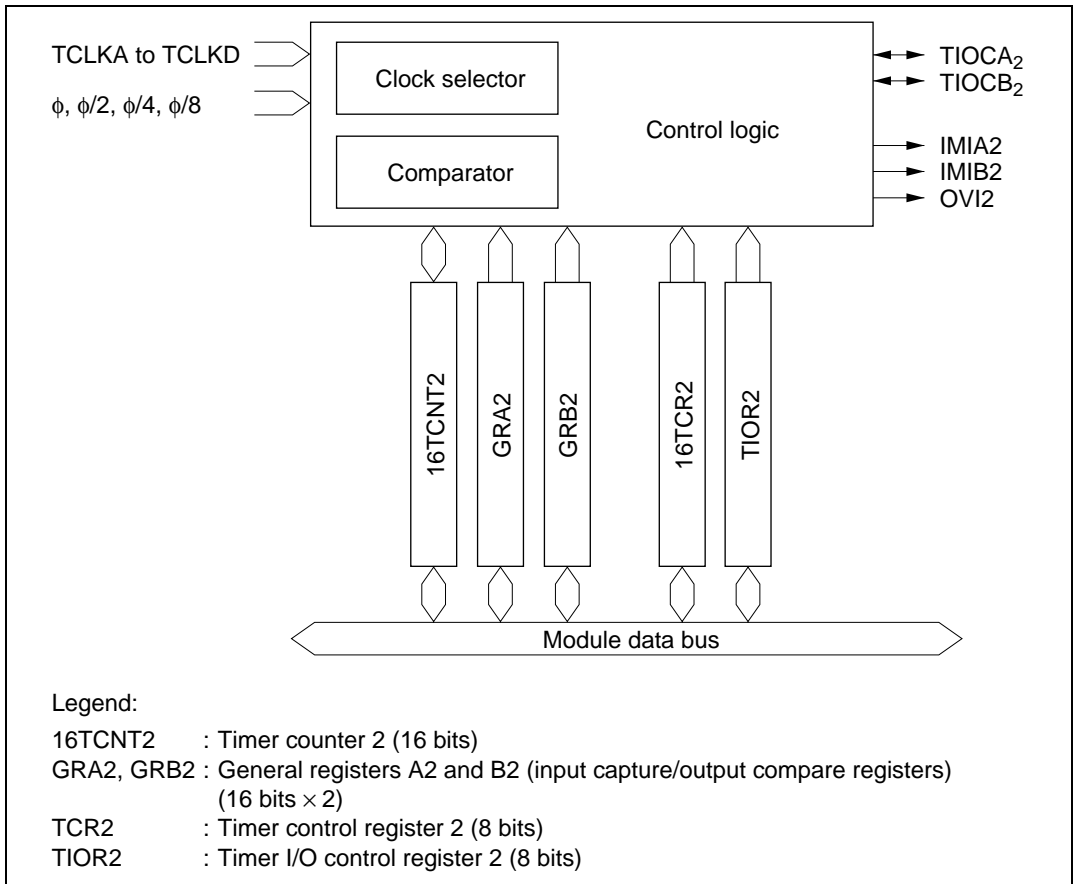 TCLKA to TCLKD
ϕ, ϕ/2, ϕ/4, ϕ/8
Clock selector
Comparator
Control logic
TIOCA₂
TIOCB₂
IMIA2
IMIB2
OVI2
16TCNT2
GRA2
GRB2
16TCR2
TIOR2
Module data bus
Legend:
16TCNT2 : Timer counter 2 (16 bits)
GRA2, GRB2 : General registers A2 and B2 (input capture/output compare registers)
(16 bits × 2)
TCR2 : Timer control register 2 (8 bits)
TIOR2 : Timer I/O control register 2 (8 bits)